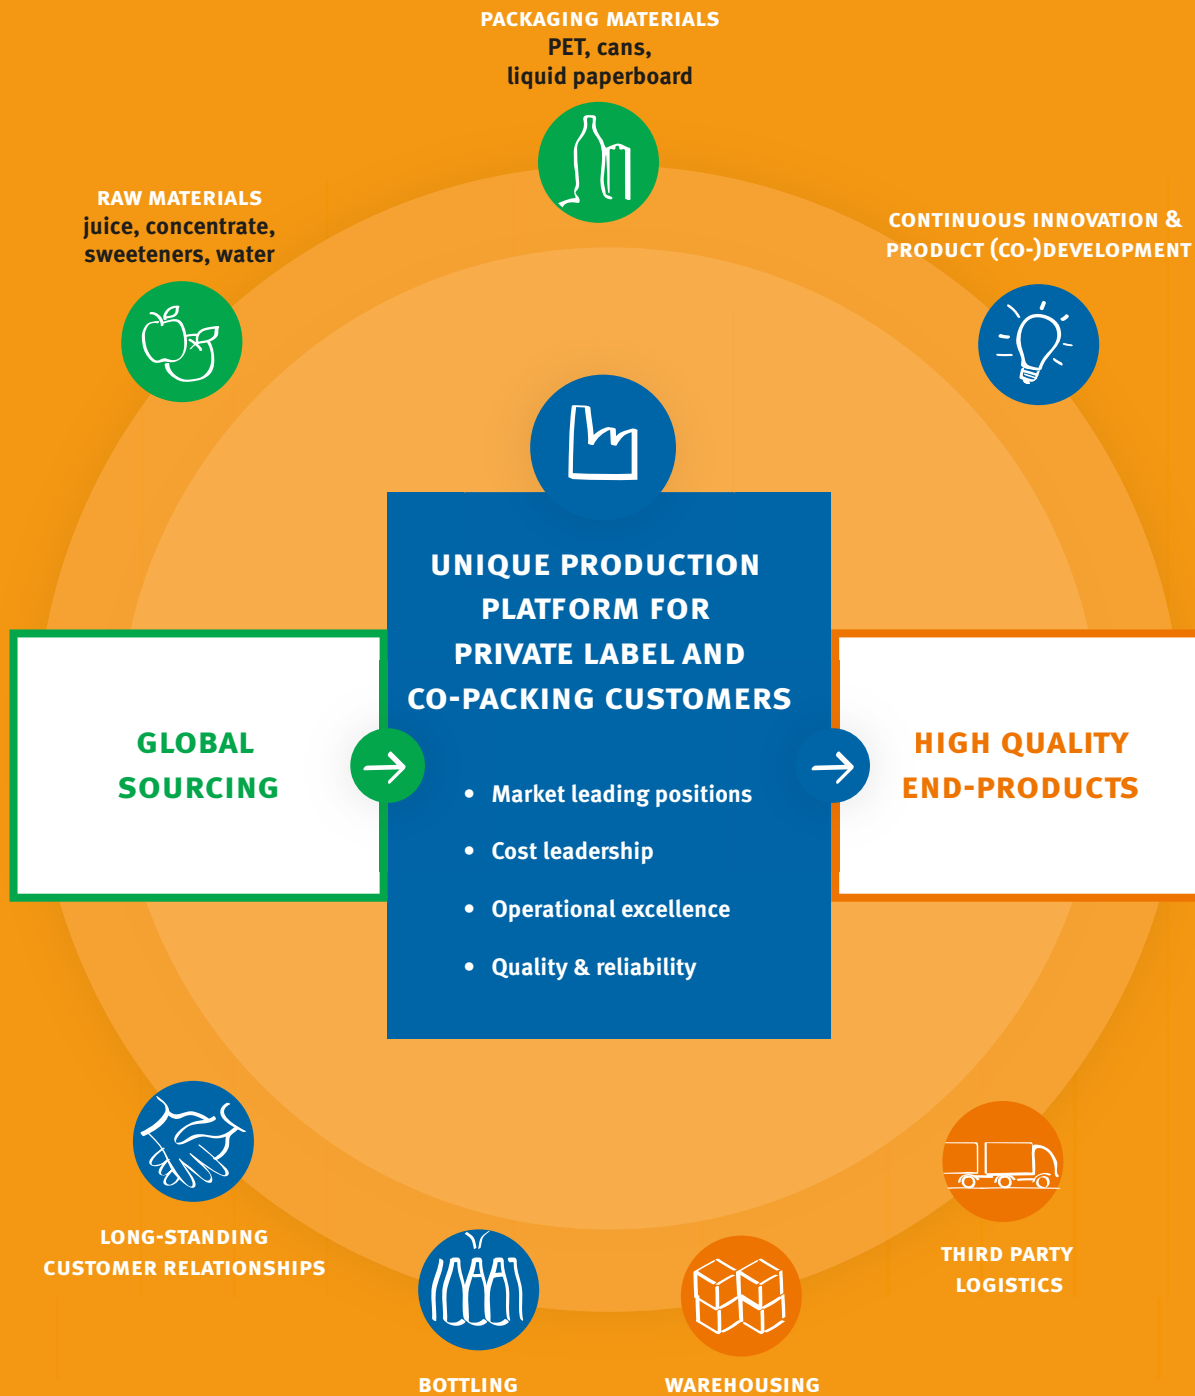 PACKAGING MATERIALS
PET, cans,
liquid paperboard
RAW MATERIALS
juice, concentrate,
sweeteners, water
CONTINUOUS INNOVATION &
PRODUCT (CO-)DEVELOPMENT
UNIQUE PRODUCTION
PLATFORM FOR
PRIVATE LABEL AND
CO-PACKING CUSTOMERS
GLOBAL
SOURCING
• Market leading positions
• Cost leadership
• Operational excellence
• Quality & reliability
HIGH QUALITY
END-PRODUCTS
LONG-STANDING
CUSTOMER RELATIONSHIPS
BOTTLING
WAREHOUSING
THIRD PARTY
LOGISTICS